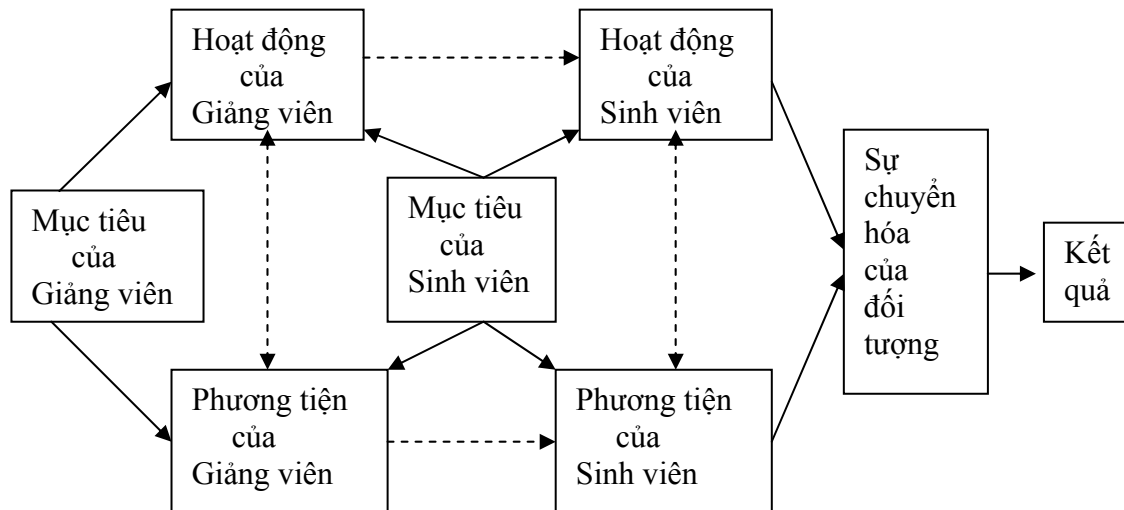 Hoạt động
của
Giảng viên
Hoạt động
của
Sinh viên
Mục tiêu
của
Giảng viên
Mục tiêu
của
Sinh viên
Sự
chuyển
hóa
của
đối
tượng
Kết
quả
Phương tiện
của
Giảng viên
Phương tiện
của
Sinh viên